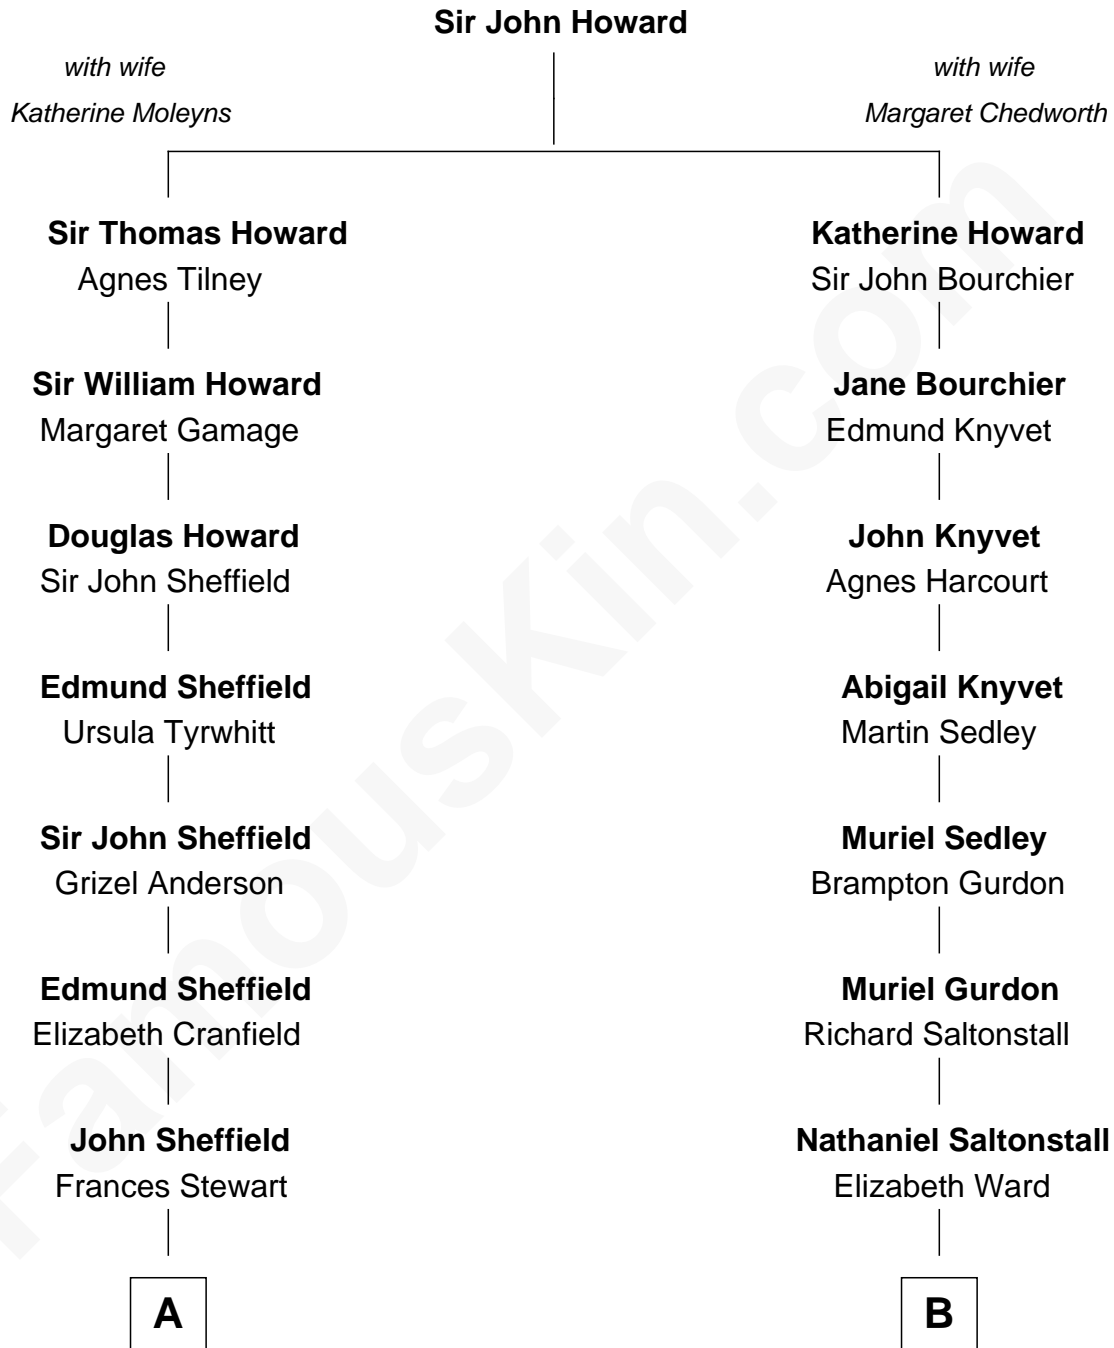 Sir John Howard
with wife
Katherine Moleyns
with wife
Margaret Chedworth
Sir Thomas Howard
Agnes Tilney
Katherine Howard
Sir John Bourchier
Sir William Howard
Margaret Gamage
Jane Bourchier
Edmund Knyvet
Douglas Howard
Sir John Sheffield
John Knyvet
Agnes Harcourt
Edmund Sheffield
Ursula Tyrwhitt
Abigail Knyvet
Martin Sedley
Sir John Sheffield
Grizel Anderson
Muriel Sedley
Brampton Gurdon
Edmund Sheffield
Elizabeth Cranfield
Muriel Gurdon
Richard Saltonstall
John Sheffield
Frances Stewart
Nathaniel Saltonstall
Elizabeth Ward
A
B
FamousKin.com